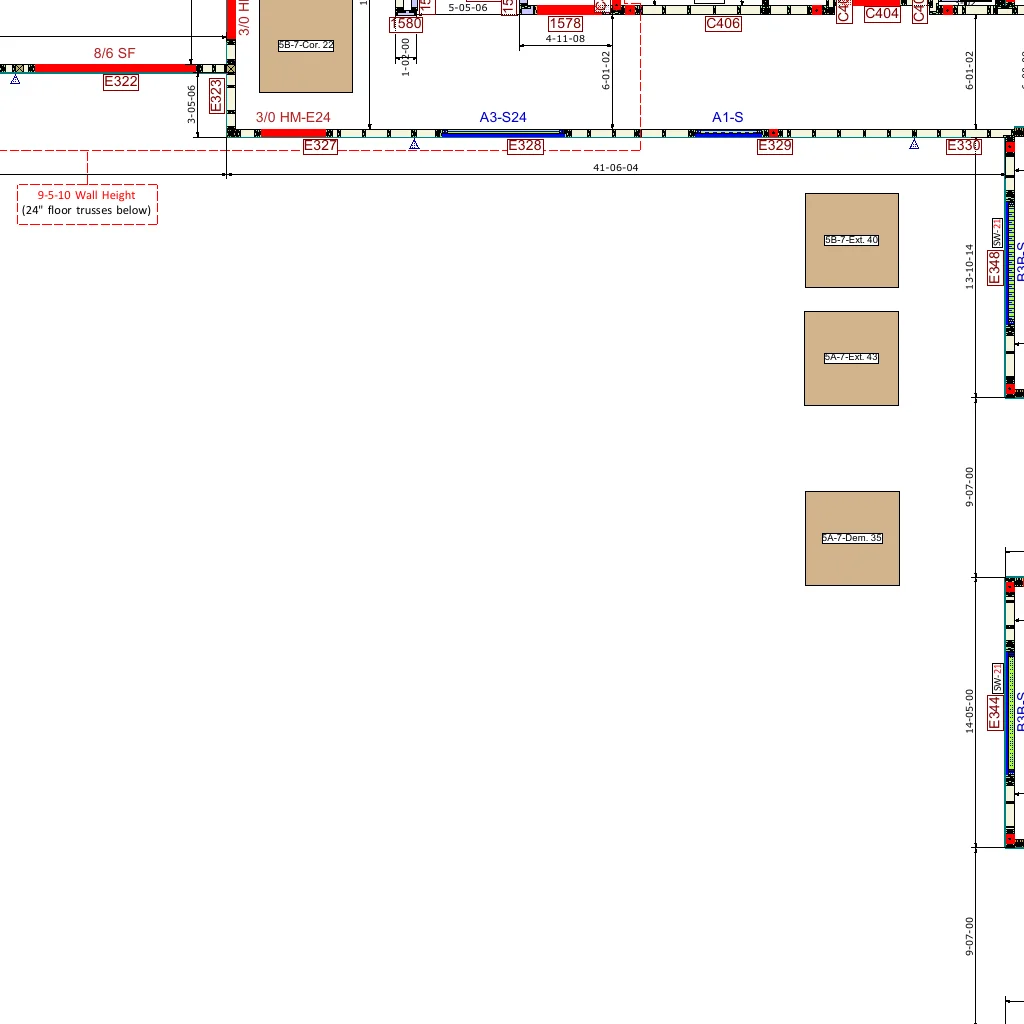 5-05-06
1580
1-02-00
1578
4-11-08
C406
C404
6-01-02
6-01-02
5B-7-Cor. 22
8/6 SF
E322
E323
3-05-06
3/0 HM-E24
A3-S24
A1-S
E327
E328
E329
E330
41-06-04
9-5-10 Wall Height
(24" floor trusses below)
5B-7-Ext. 40
13-10-14
SW-21
E348
B3B-S
5A-7-Ext. 43
9-07-00
5A-7-Dem. 35
SW-21
E344
B3B-S
14-05-00
9-07-00